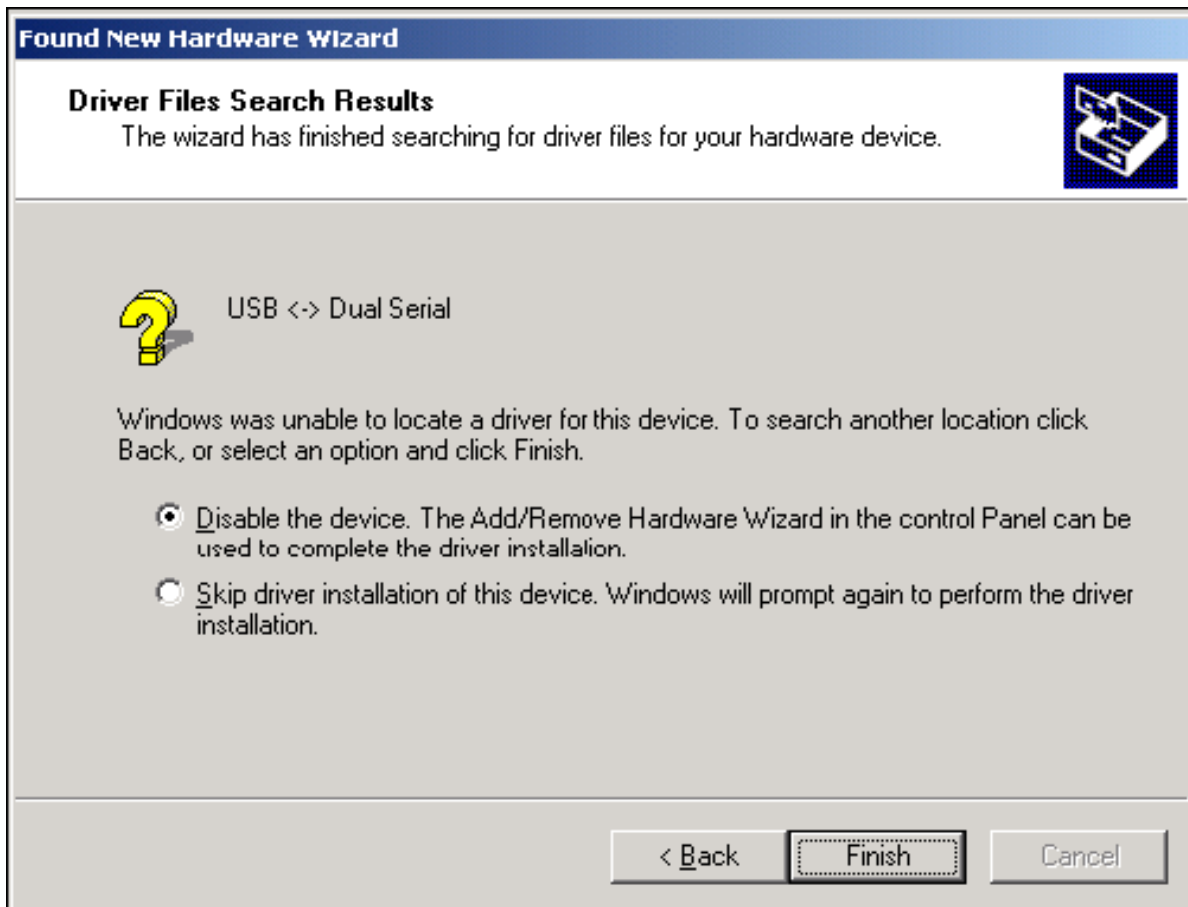 Found New Hardware Wizard
Driver Files Search Results
The wizard has finished searching for driver files for your hardware device.
USB <-> Dual Serial
Windows was unable to locate a driver for this device. To search another location click
Back, or select an option and click Finish.
Disable the device. The Add/Remove Hardware Wizard in the control Panel can be
used to complete the driver installation.
Skip driver installation of this device. Windows will prompt again to perform the driver
installation.
< Back
Finish
Cancel